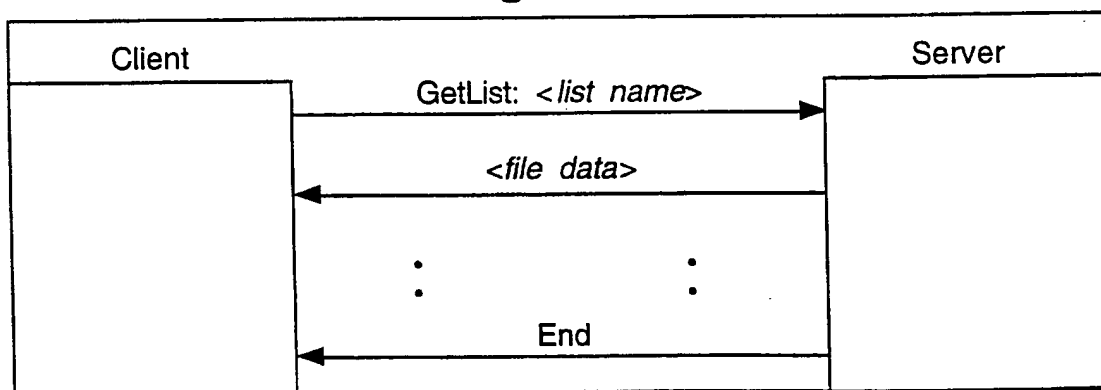 Client
Server
GetList: <list name>
<file data>
End